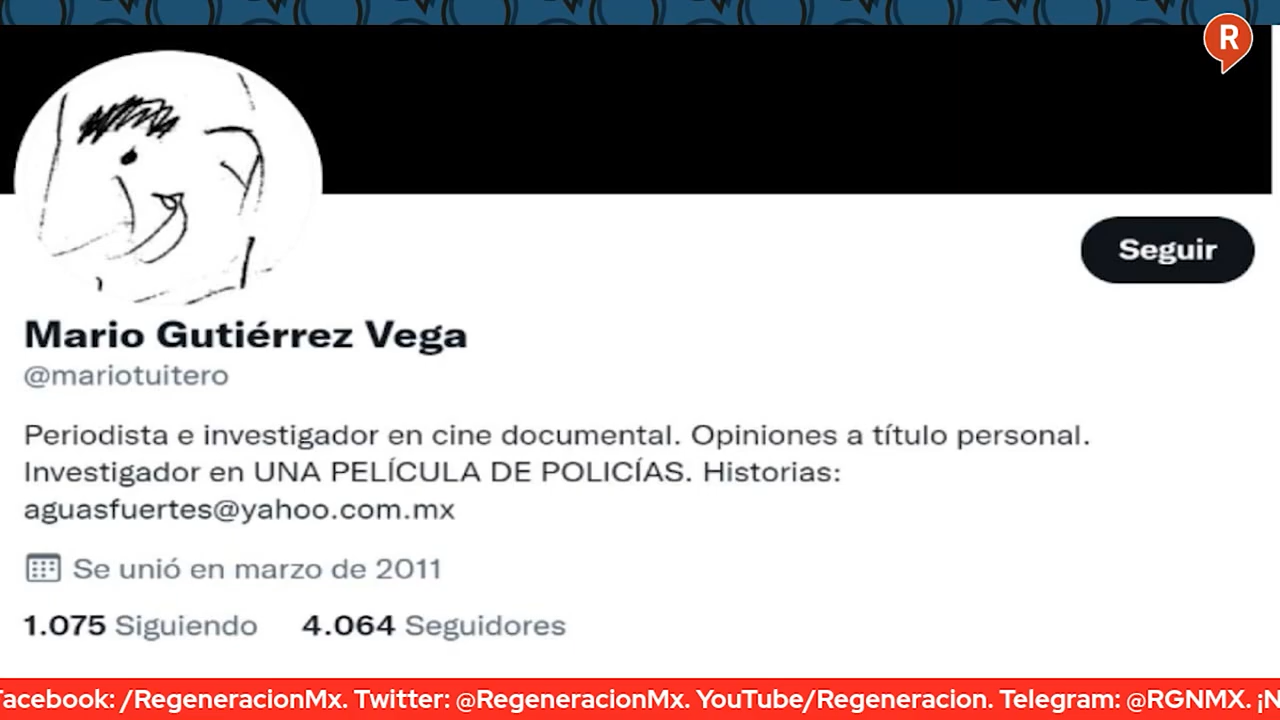 R
Seguir
Mario Gutiérrez Vega
@mariotuitero
Periodista e investigador en cine documental. Opiniones a título personal.
Investigador en UNA PELÍCULA DE POLICÍAS. Historias:
aguasfuertes@yahoo.com.mx
Se unió en marzo de 2011
1.075 Siguiendo 4.064 Seguidores
Facebook: /RegeneracionMx. Twitter: @RegeneracionMx. YouTube/Regeneracion. Telegram: @RGNMX. ¡N